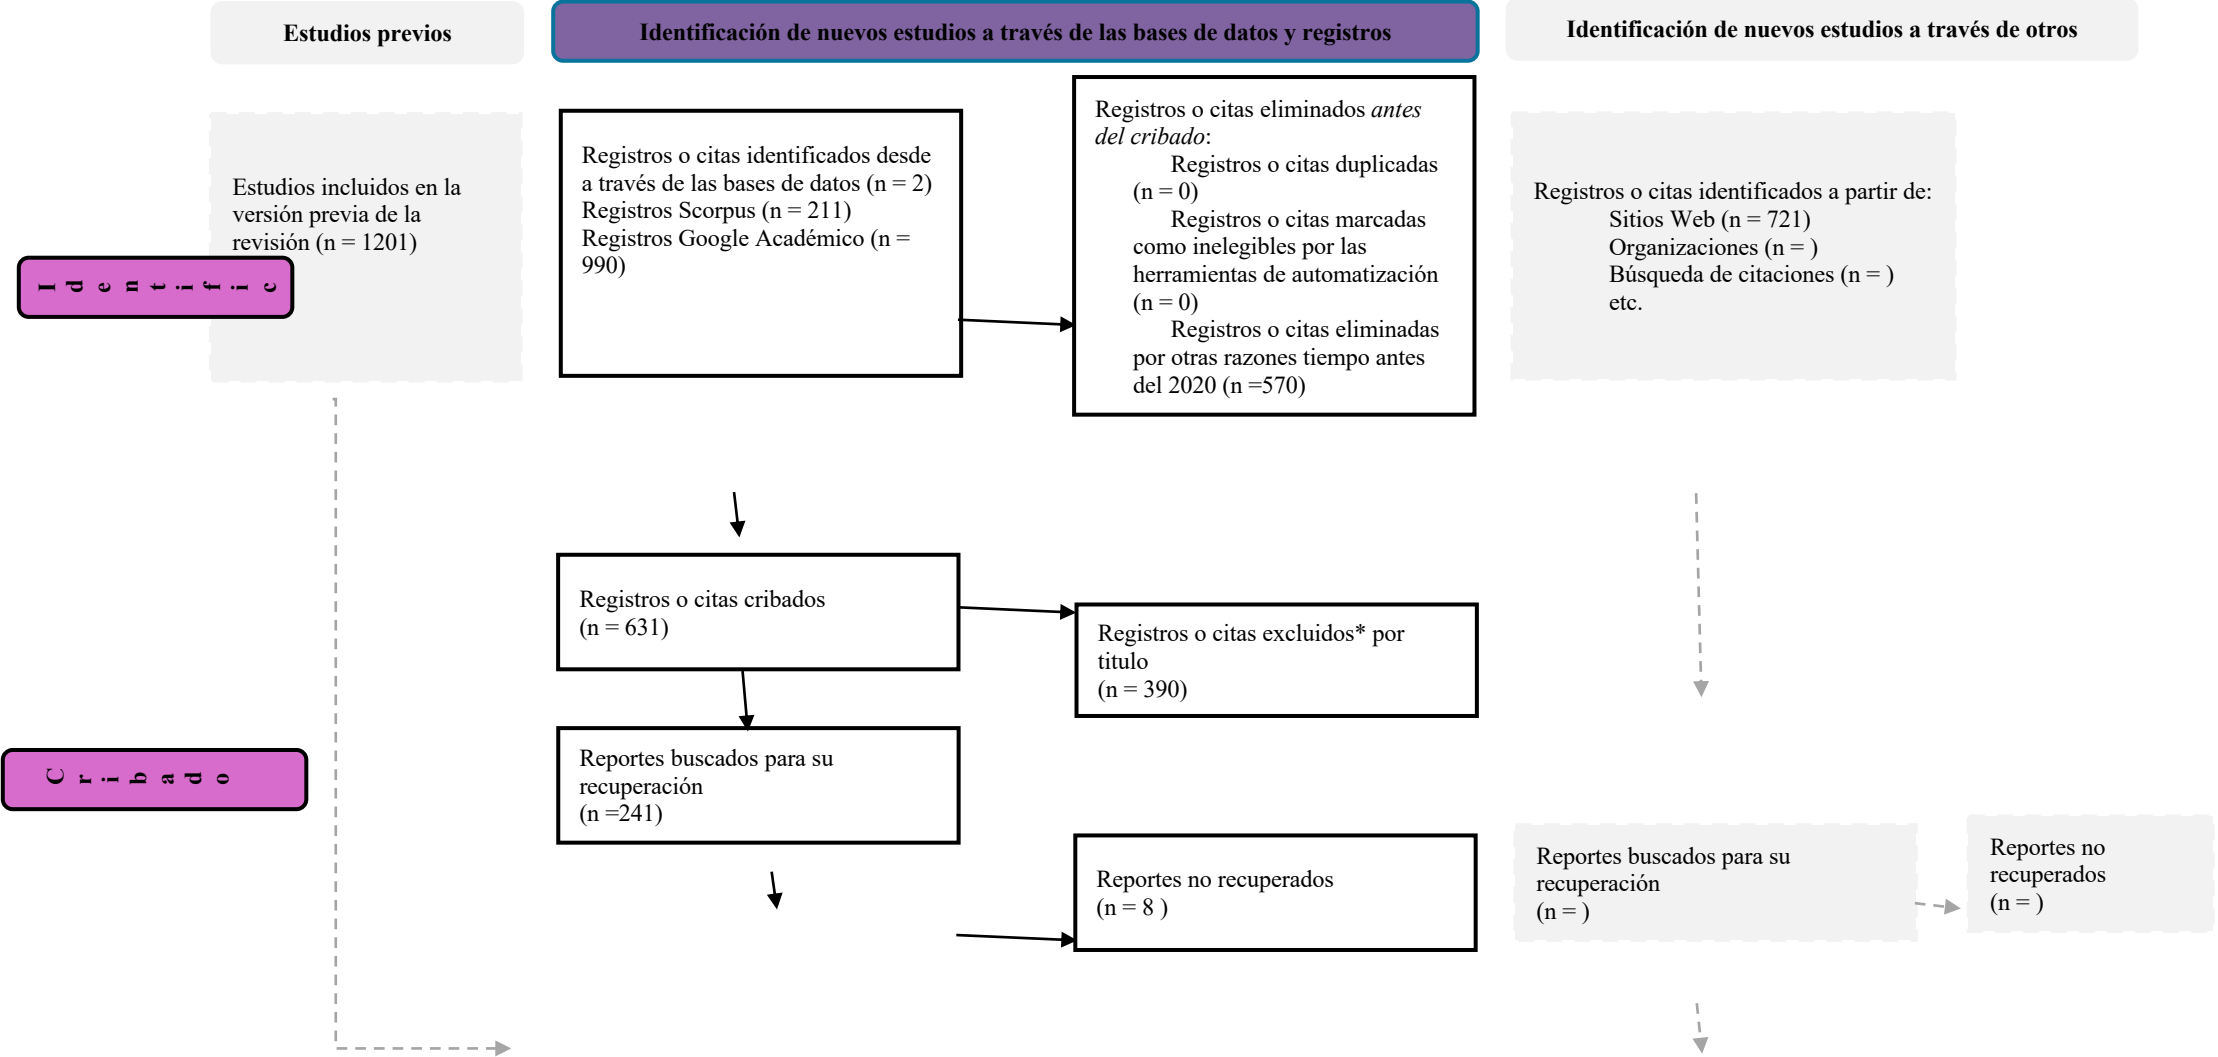 Estudios previos
Identificación de nuevos estudios a través de las bases de datos y registros
Identificación de nuevos estudios a través de otros
Estudios incluidos en la
versión previa de la
revisión (n = 1201)
Registros o citas identificados desde
a través de las bases de datos (n = 2)
Registros Scorpus (n = 211)
Registros Google Académico (n =
990)
Registros o citas eliminados antes
del cribado:
Registros o citas duplicadas
(n = 0)
Registros o citas marcadas
como inelegibles por las
herramientas de automatización
(n = 0)
Registros o citas eliminadas
por otras razones tiempo antes
del 2020 (n =570)
Registros o citas identificados a partir de:
Sitios Web (n = 721)
Organizaciones (n = )
Búsqueda de citaciones (n = )
etc.
Identific
Registros o citas cribados
(n = 631)
Registros o citas excluidos* por
titulo
(n = 390)
Cribado
Reportes buscados para su
recuperación
(n =241)
Reportes no recuperados
(n = 8 )
Reportes buscados para su
recuperación
(n = )
Reportes no
recuperados
(n = )